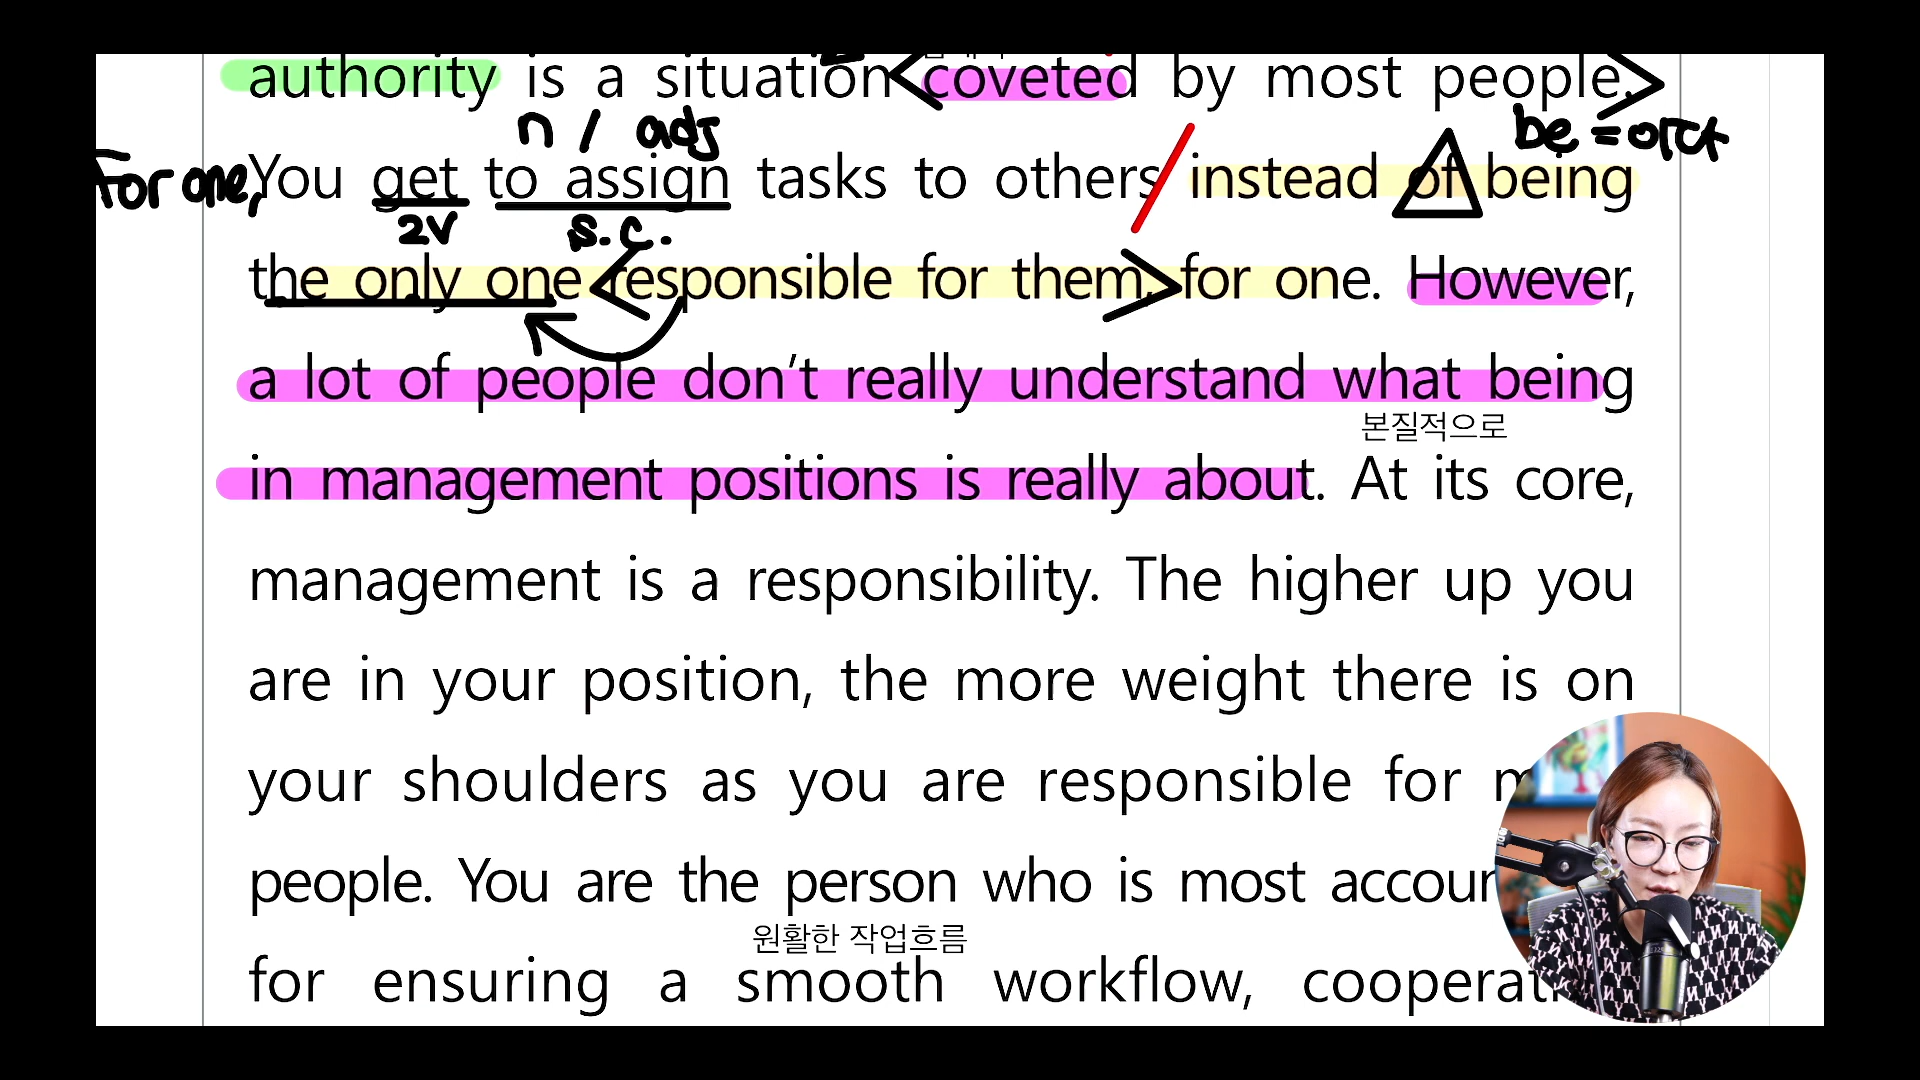 authority is a situation coveted by most people.
n / adj
be =
For one, You get to assign tasks to others / instead of being
2V s.c.
the only one responsible for them, for one. However,
a lot of people don't really understand what being
본질적으로
in management positions is really about. At its core,
management is a responsibility. The higher up you
are in your position, the more weight there is on
your shoulders as you are responsible for
people. You are the person who is most
원활한 작업흐름
for ensuring a smooth workflow,